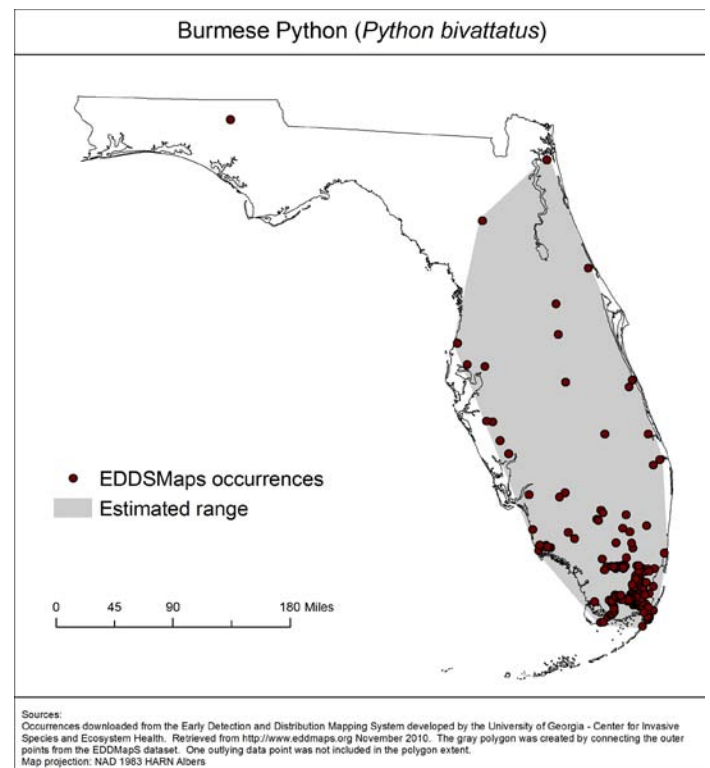 Burmese Python (Python bivattatus)
EDDSMaps occurrences
Estimated range
0 45 90 180 Miles
Sources:
Occurrences downloaded from the Early Detection and Distribution Mapping System developed by the University of Georgia - Center for Invasive
Species and Ecosystem Health. Retrieved from http://www.eddmaps.org November 2010. The gray polygon was created by connecting the outer
points from the EDDMapS dataset. One outlying data point was not included in the polygon extent.
Map projection: NAD 1983 HARN Albers